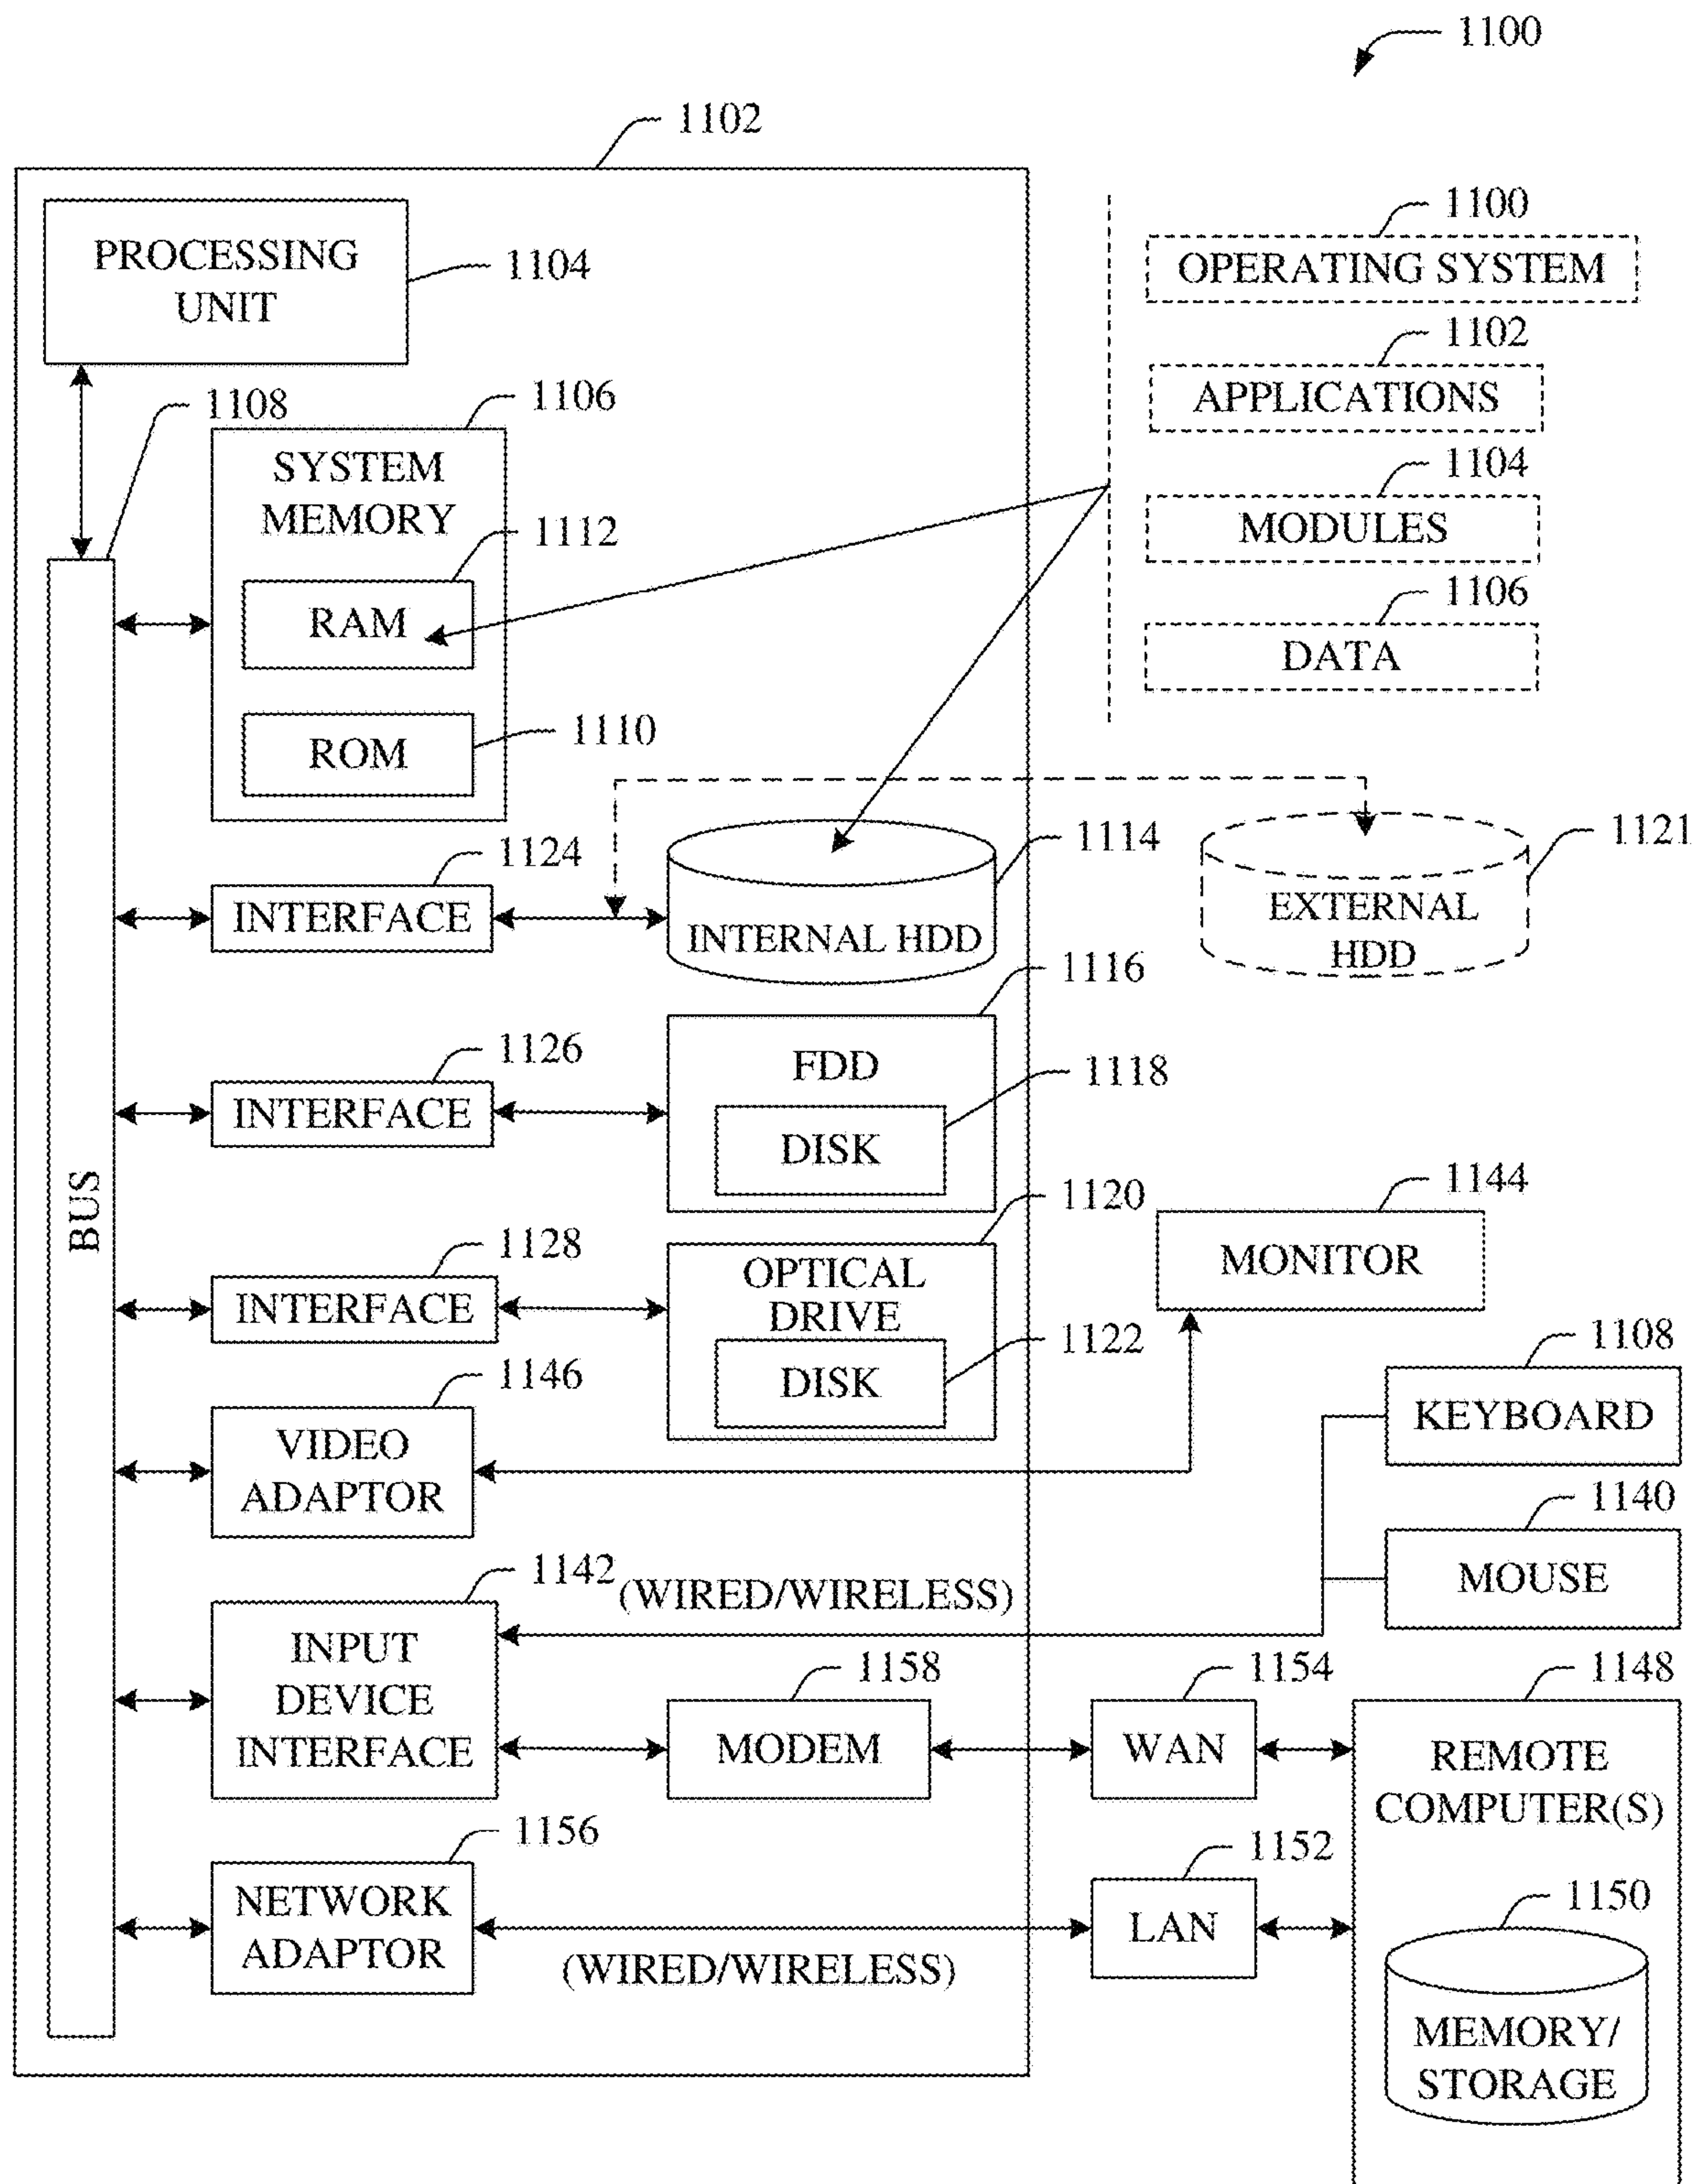 1100
1102
PROCESSING
UNIT
1104
1100
OPERATING SYSTEM
1102
APPLICATIONS
1104
MODULES
1106
DATA
1108
1106
SYSTEM
MEMORY
1112
RAM
1110
ROM
BUS
1124
INTERFACE
1114
INTERNAL HDD
1121
EXTERNAL
HDD
1126
INTERFACE
1116
FDD
1118
DISK
1128
INTERFACE
1120
OPTICAL
DRIVE
1122
DISK
1144
MONITOR
1146
VIDEO
ADAPTOR
1108
KEYBOARD
1140
MOUSE
1142
(WIRED/WIRELESS)
INPUT
DEVICE
INTERFACE
1158
MODEM
1154
WAN
1148
REMOTE
COMPUTER(S)
1156
NETWORK
ADAPTOR
(WIRED/WIRELESS)
1152
LAN
1150
MEMORY/
STORAGE